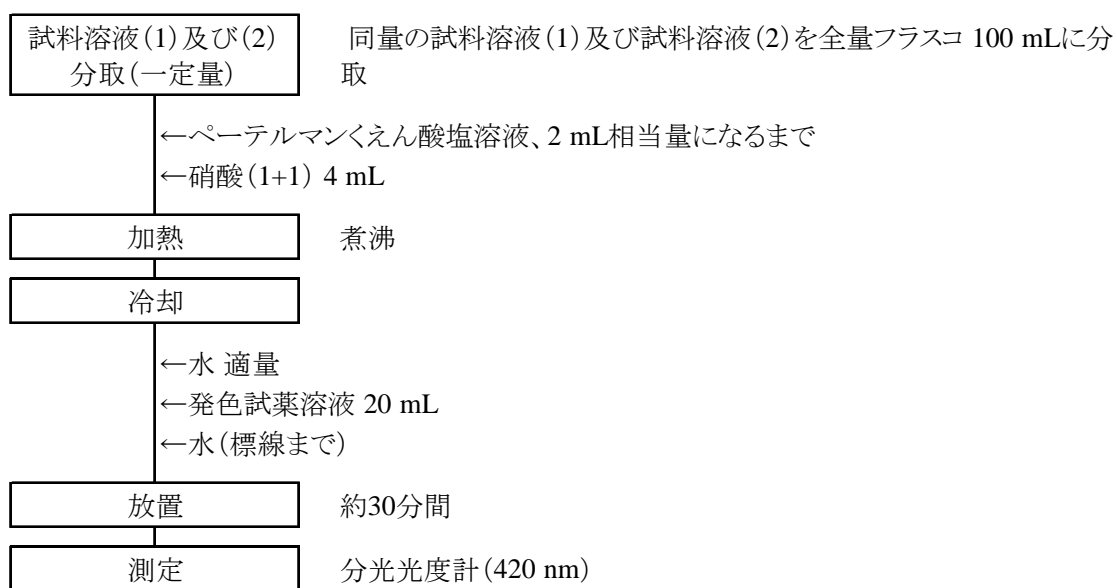 試料溶液(1)及び(2)
分取(一定量)
同量の試料溶液(1)及び試料溶液(2)を全量フラスコ 100 mLに分
取
←ペーテルマンくえん酸塩溶液、2 mL相当量になるまで
←硝酸(1+1) 4 mL
加熱
煮沸
冷却
←水 適量
←発色試薬溶液 20 mL
←水(標線まで)
放置
約30分間
測定
分光光度計(420 nm)